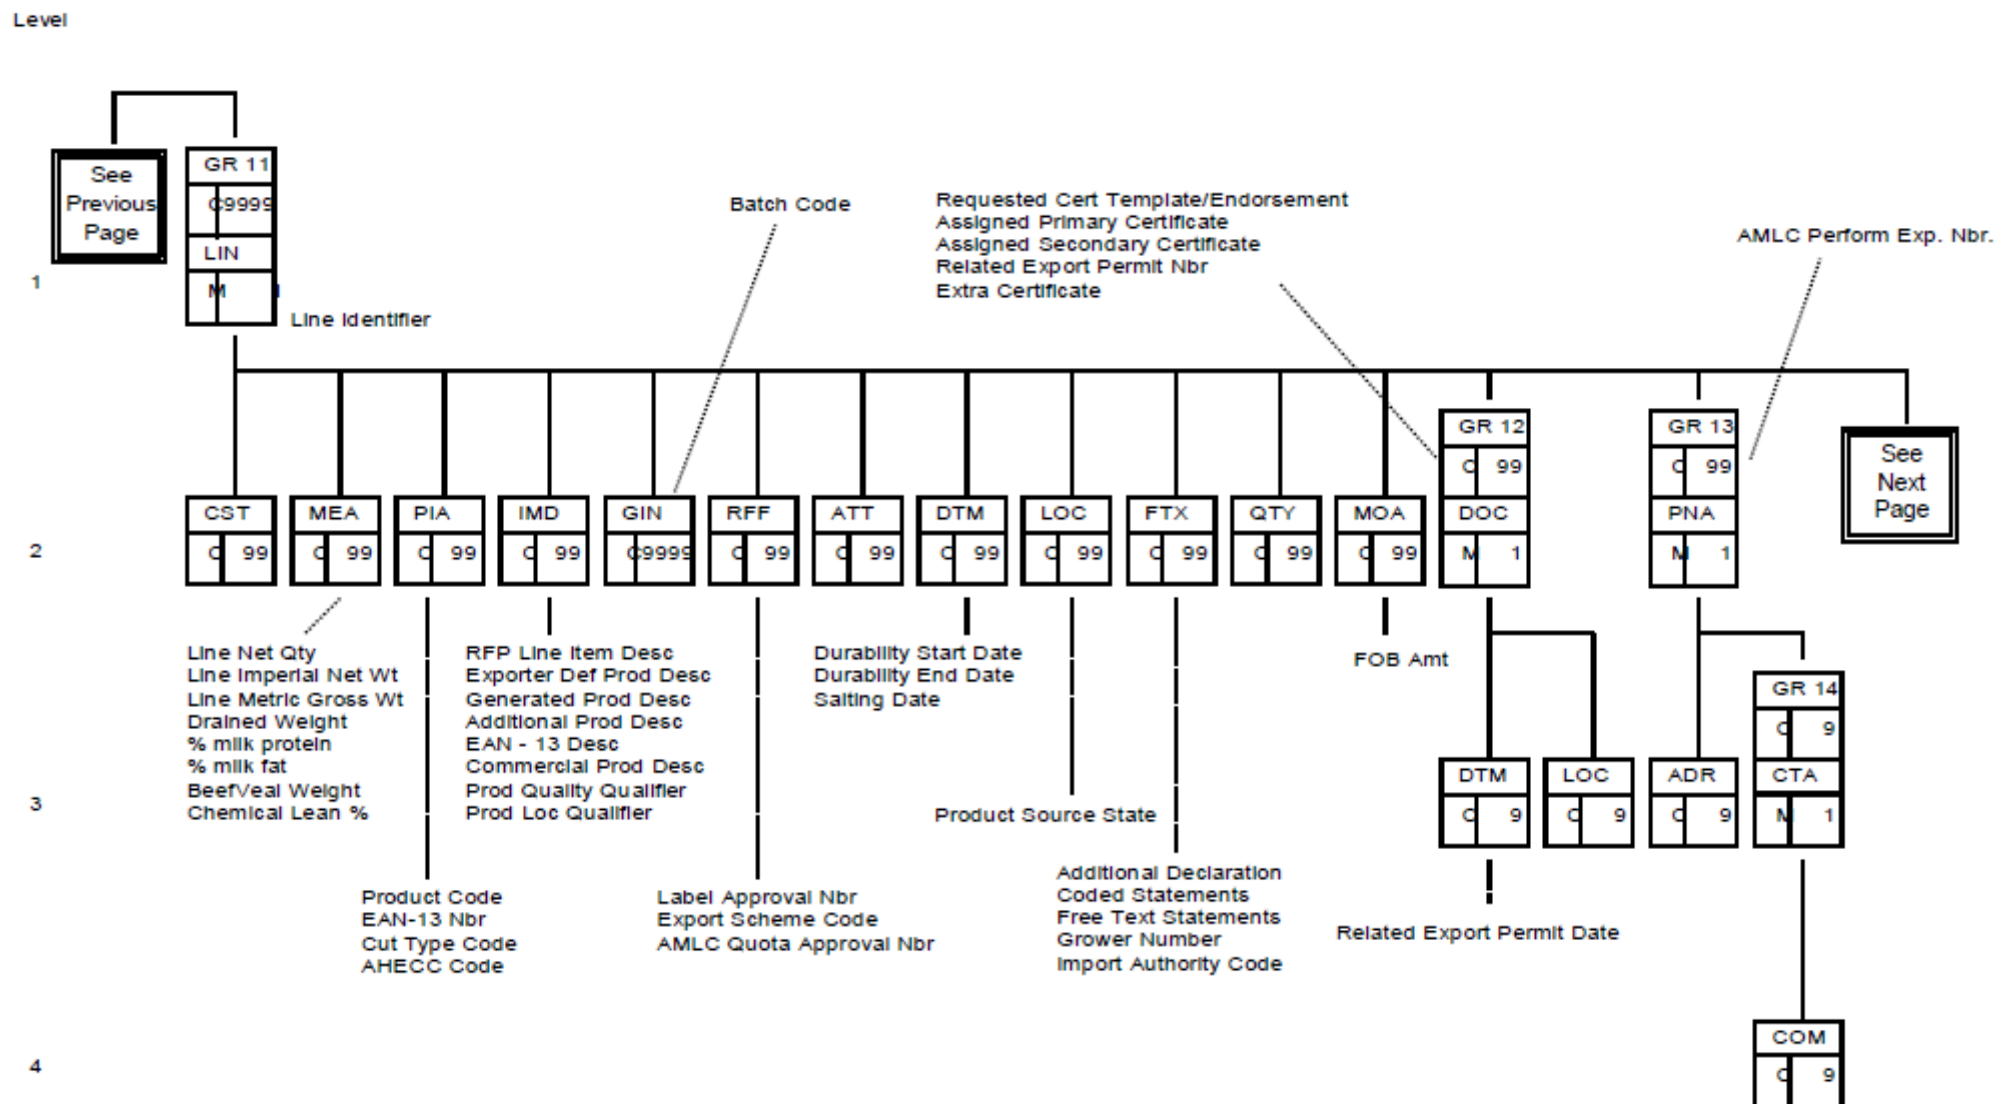 Level
See
Previous
Page
GR 11
C9999
LIN
M
1
Line Identifier
Batch Code
Requested Cert Template/Endorsement
Assigned Primary Certificate
Assigned Secondary Certificate
Related Export Permit Nbr
Extra Certificate
AMLC Perform Exp. Nbr.
GR 12
C 99
GR 13
C 99
See
Next
Page
2
CST
C 99
MEA
C 99
PIA
C 99
IMD
C 99
GIN
C9999
RFF
C 99
ATT
C 99
DTM
C 99
LOC
C 99
FTX
C 99
QTY
C 99
MOA
C 99
DOC
M 1
PNA
M 1
Line Net Qty
Line Imperial Net Wt
Line Metric Gross Wt
Drained Weight
% milk protein
% milk fat
BeefVeal Weight
Chemical Lean %
RFP Line Item Desc
Exporter Def Prod Desc
Generated Prod Desc
Additional Prod Desc
EAN - 13 Desc
Commercial Prod Desc
Prod Quality Qualifier
Prod Loc Qualifier
Durability Start Date
Durability End Date
Salting Date
FOB Amt
GR 14
C 9
3
Product Source State
DTM
C 9
LOC
C 9
ADR
C 9
CTA
M 1
Product Code
EAN-13 Nbr
Cut Type Code
AHECC Code
Label Approval Nbr
Export Scheme Code
AMLC Quota Approval Nbr
Additional Declaration
Coded Statements
Free Text Statements
Grower Number
Import Authority Code
Related Export Permit Date
4
COM
C 9